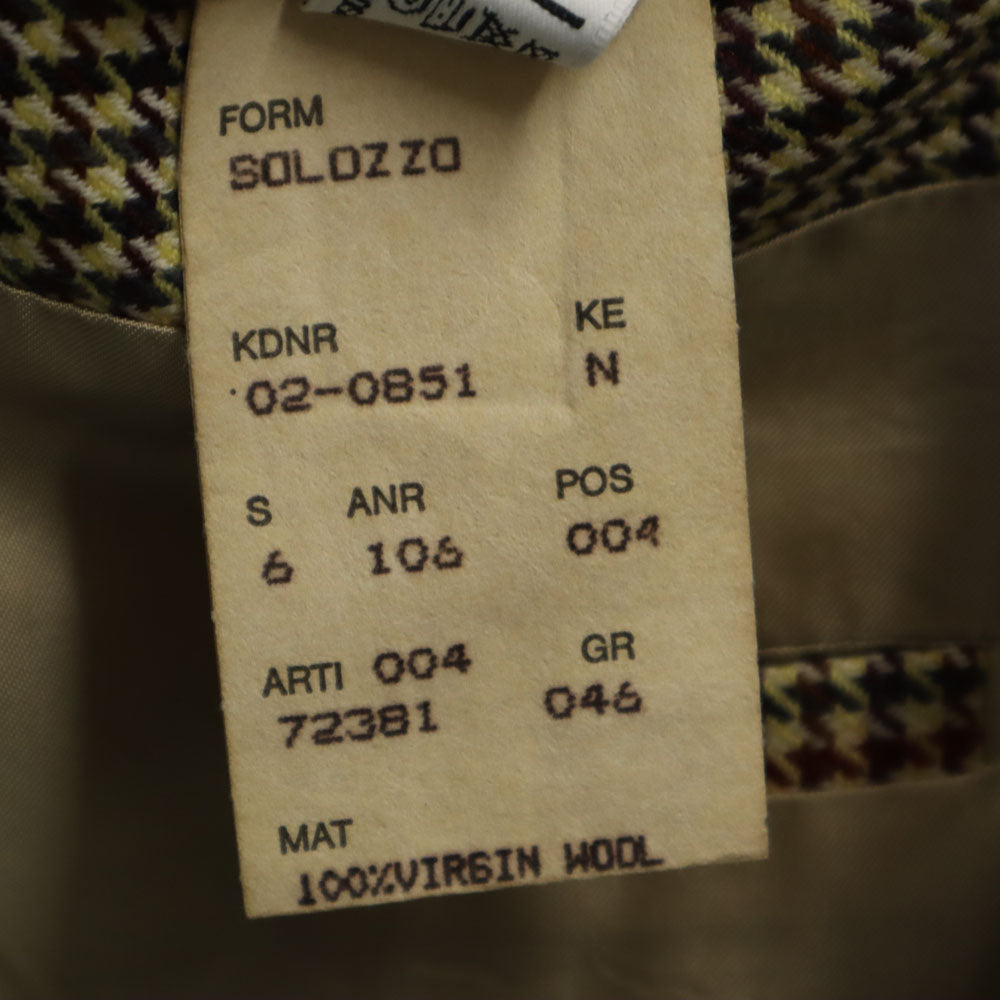 FORM
SOLOZZO
KDNR KE
02-0851 N
S ANR POS
6 106 004
ARTI 004 GR
72381 046
MAT
100%VIRGIN WOOL